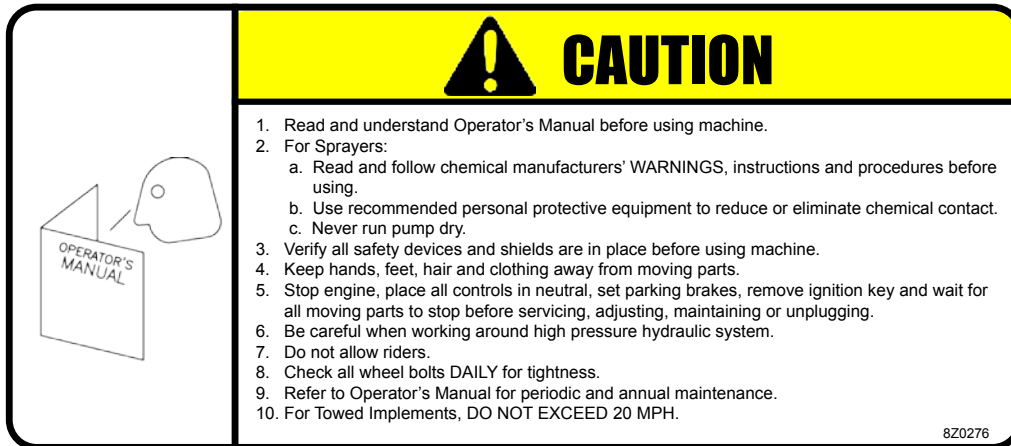 CAUTION
OPERATOR'S
MANUAL
1. Read and understand Operator's Manual before using machine.
2. For Sprayers:
a. Read and follow chemical manufacturers' WARNINGS, instructions and procedures before
using.
b. Use recommended personal protective equipment to reduce or eliminate chemical contact.
c. Never run pump dry.
3. Verify all safety devices and shields are in place before using machine.
4. Keep hands, feet, hair and clothing away from moving parts.
5. Stop engine, place all controls in neutral, set parking brakes, remove ignition key and wait for
all moving parts to stop before servicing, adjusting, maintaining or unplugging.
6. Be careful when working around high pressure hydraulic system.
7. Do not allow riders.
8. Check all wheel bolts DAILY for tightness.
9. Refer to Operator's Manual for periodic and annual maintenance.
10. For Towed Implements, DO NOT EXCEED 20 MPH.
8Z0276